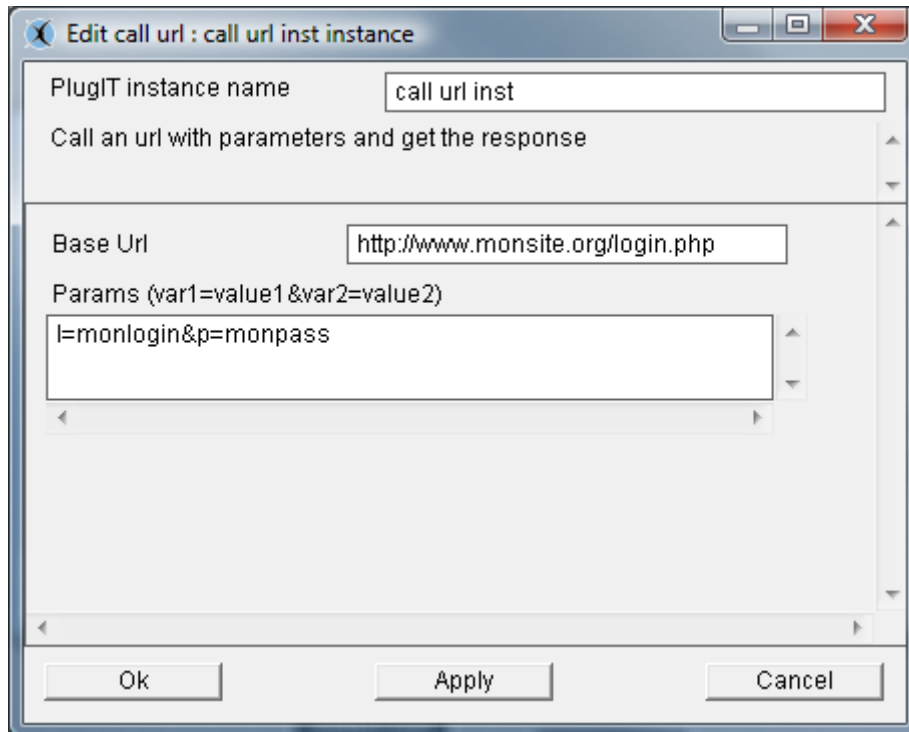 Edit call url : call url inst instance
PlugIT instance name
call url inst
Call an url with parameters and get the response
Base Url
http://www.monsite.org/login.php
Params (var1=value1&var2=value2)
l=monlogin&p=monpass
Ok
Apply
Cancel